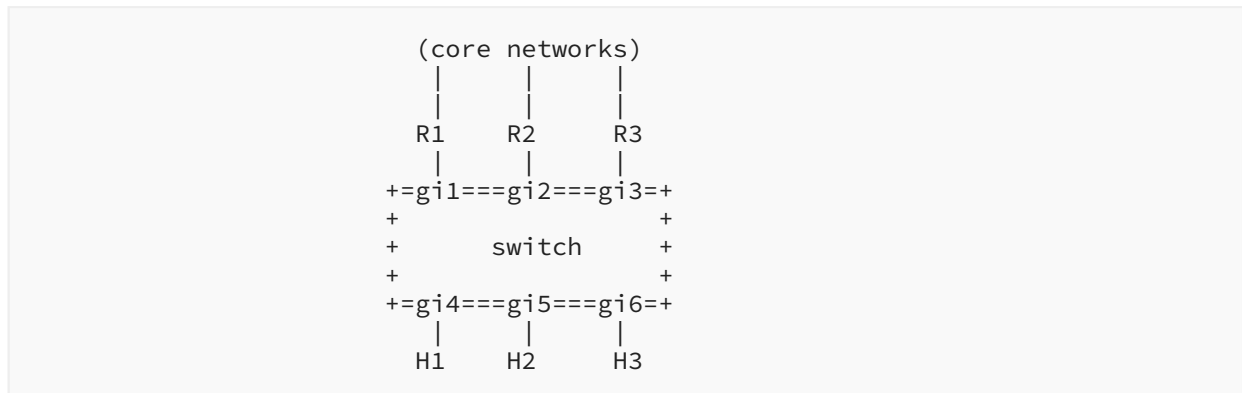 (core networks)
|     |     |
|     |     |
R1    R2     R3
|     |     |
+=gi1===gi2===gi3=+
+                 +
+      switch     +
+                 +
+=gi4===gi5===gi6=+
|     |     |
H1    H2     H3